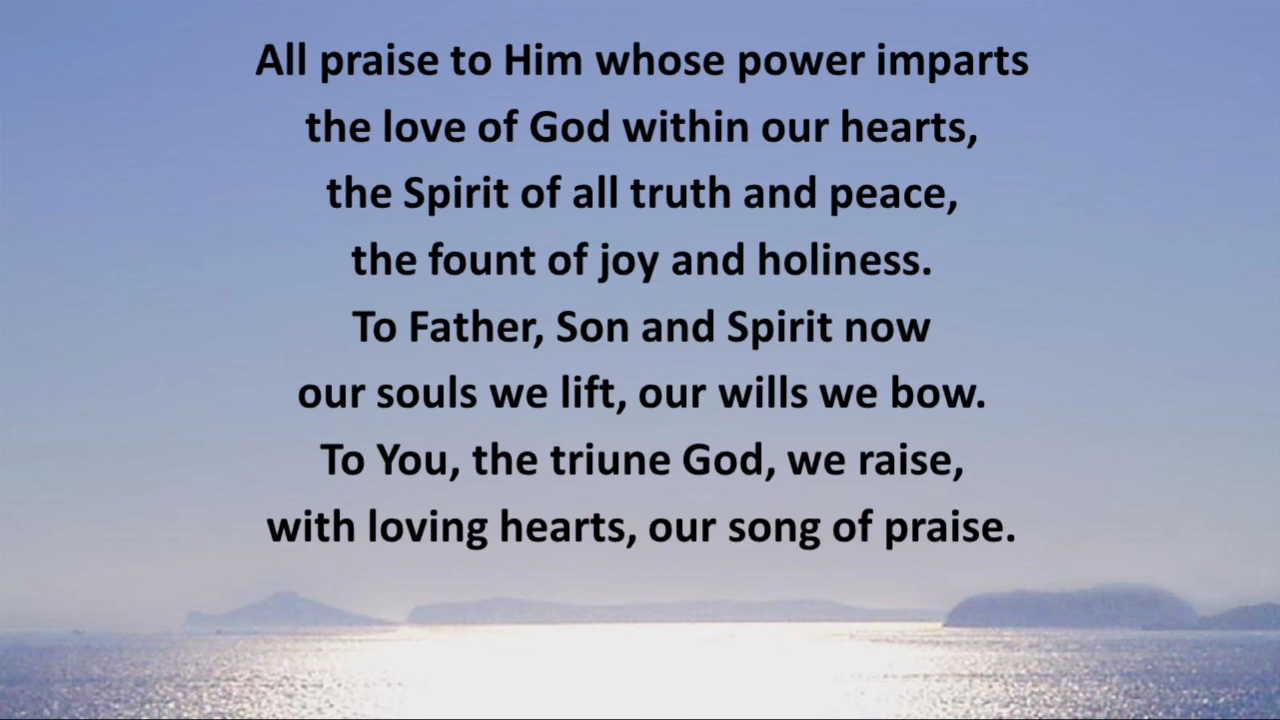 All praise to Him whose power imparts
the love of God within our hearts,
the Spirit of all truth and peace,
the fount of joy and holiness.
To Father, Son and Spirit now
our souls we lift, our wills we bow.
To You, the triune God, we raise,
with loving hearts, our song of praise.